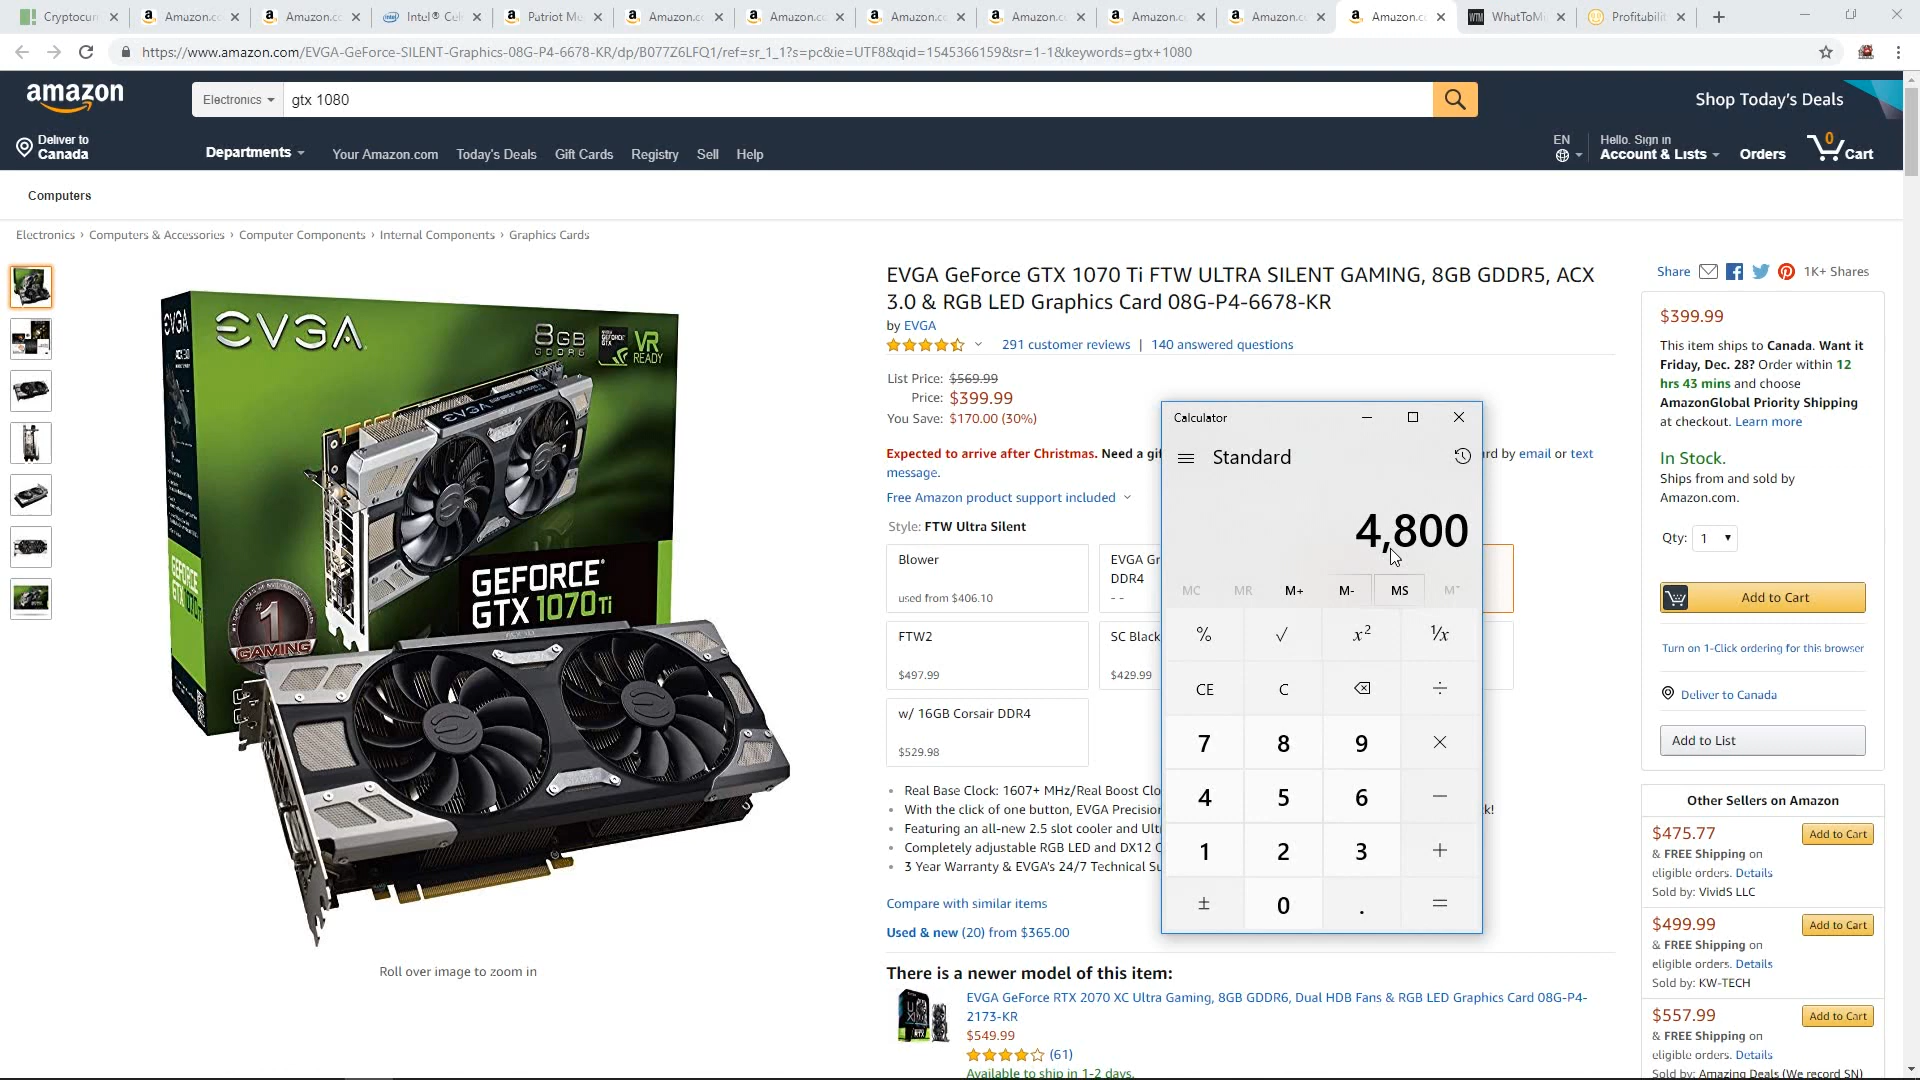 Cryptocur
Amazon.c
Amazon.c
Intel® Cel
Patriot Me
Amazon.c
Amazon.c
Amazon.c
Amazon.c
Amazon.c
Amazon.c
Amazon.c
WhatToMi
Profitabilit
https://www.amazon.com/EVGA-GeForce-SILENT-Graphics-08G-P4-6678-KR/dp/B077Z6LFQ1/ref=sr_1_1?s=pc&ie=UTF8&qid=1545366159&sr=1-1&keywords=gtx+1080
amazon
Electronics
gtx 1080
Shop Today's Deals
Deliver to
Canada
Departments
Your Amazon.com
Today's Deals
Gift Cards
Registry
Sell
Help
EN
Hello. Sign in
Account & Lists
Orders
0
Cart
Computers
Electronics › Computers & Accessories › Computer Components › Internal Components › Graphics Cards
EVGA
8GB
GDDR5
VR
READY
GEFORCE
GTX 1070Ti
#1
GAMING
Roll over image to zoom in
EVGA GeForce GTX 1070 Ti FTW ULTRA SILENT GAMING, 8GB GDDR5, ACX
3.0 & RGB LED Graphics Card 08G-P4-6678-KR
by EVGA
291 customer reviews | 140 answered questions
List Price: $569.99
Price: $399.99
You Save: $170.00 (30%)
Expected to arrive after Christmas. Need a gif
rd by email or text
message.
Free Amazon product support included
Style: FTW Ultra Silent
Blower
used from $406.10
EVGA Gr
DDR4
- -
FTW2
$497.99
SC Black
$429.99
w/ 16GB Corsair DDR4
$529.98
Real Base Clock: 1607+ MHz/Real Boost Clo
With the click of one button, EVGA Precision
k!
Featuring an all-new 2.5 slot cooler and Ult
Completely adjustable RGB LED and DX12 C
3 Year Warranty & EVGA's 24/7 Technical Su
Compare with similar items
Used & new (20) from $365.00
There is a newer model of this item:
EVGA GeForce RTX 2070 XC Ultra Gaming, 8GB GDDR6, Dual HDB Fans & RGB LED Graphics Card 08G-P4-
2173-KR
$549.99
(61)
Available to ship in 1-2 days.
Calculator
Standard
4,800
MC MR M+ M- MS M˅
% √ x² ¹/x
CE C ÷
7 8 9 ×
4 5 6 −
1 2 3 +
± 0 . =
Share
1K+ Shares
$399.99
This item ships to Canada. Want it
Friday, Dec. 28? Order within 12
hrs 43 mins and choose
AmazonGlobal Priority Shipping
at checkout. Learn more
In Stock.
Ships from and sold by
Amazon.com.
Qty: 1
Add to Cart
Turn on 1-Click ordering for this browser
Deliver to Canada
Add to List
Other Sellers on Amazon
$475.77
Add to Cart
& FREE Shipping on
eligible orders. Details
Sold by: VividS LLC
$499.99
Add to Cart
& FREE Shipping on
eligible orders. Details
Sold by: KW-TECH
$557.99
Add to Cart
& FREE Shipping on
eligible orders. Details
Sold by: Amazing Deals (We record SN)